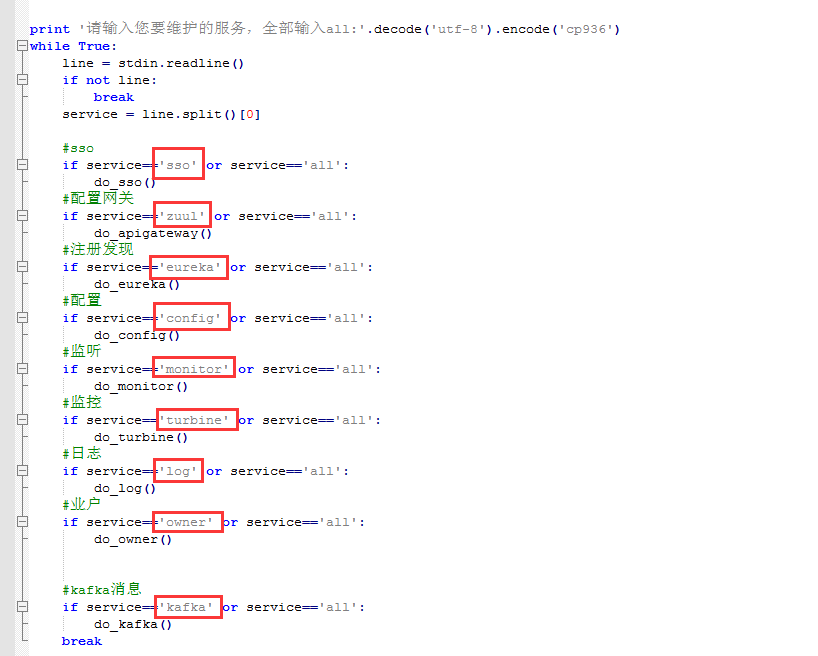 print '请输入您要维护的服务，全部输入all:'.decode('utf-8').encode('cp936')
while True:
    line = stdin.readline()
    if not line:
        break
    service = line.split()[0]

    #sso
    if service=='sso' or service=='all':
        do_sso()
    #配置网关
    if service=='zuul' or service=='all':
        do_apigateway()
    #注册发现
    if service=='eureka' or service=='all':
        do_eureka()
    #配置
    if service=='config' or service=='all':
        do_config()
    #监听
    if service=='monitor' or service=='all':
        do_monitor()
    #监控
    if service=='turbine' or service=='all':
        do_turbine()
    #日志
    if service=='log' or service=='all':
        do_log()
    #业户
    if service=='owner' or service=='all':
        do_owner()


    #kafka消息
    if service=='kafka' or service=='all':
        do_kafka()
    break